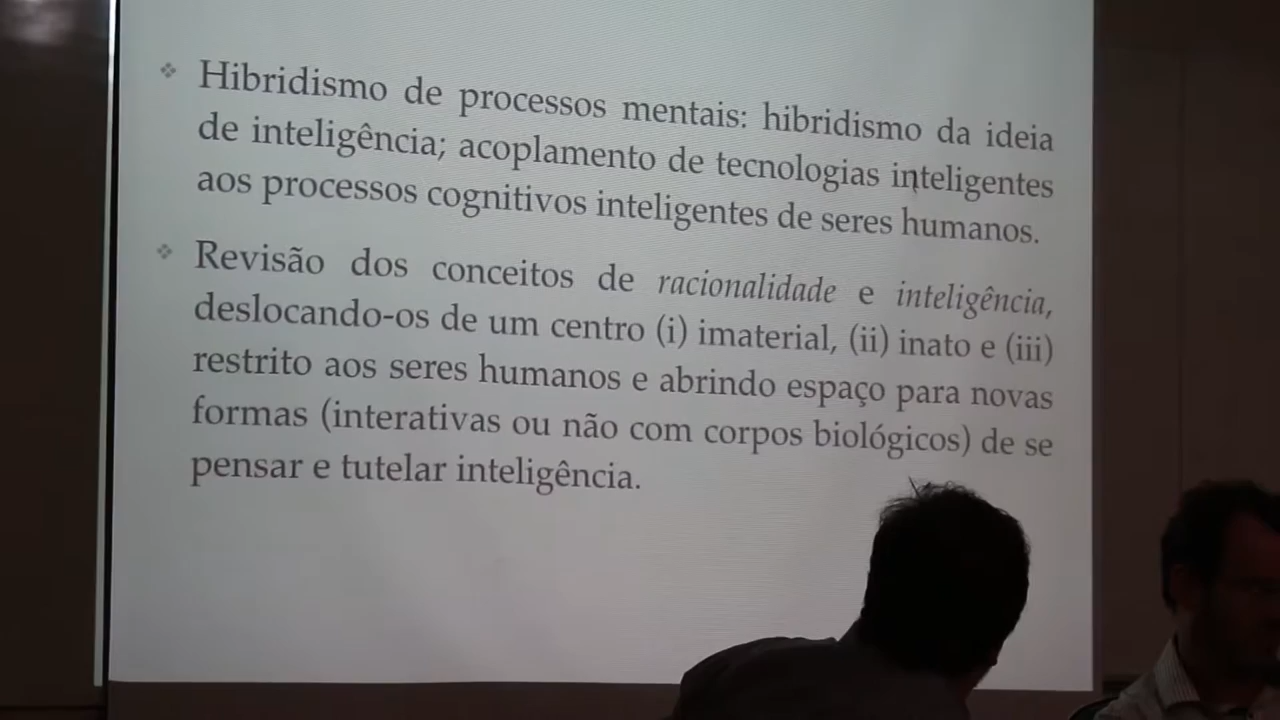 Hibridismo de processos mentais: hibridismo da ideia
de inteligência; acoplamento de tecnologias inteligentes
aos processos cognitivos inteligentes de seres humanos.
Revisão dos conceitos de racionalidade e inteligência,
deslocando-os de um centro (i) imaterial, (ii) inato e (iii)
restrito aos seres humanos e abrindo espaço para novas
formas (interativas ou não com corpos biológicos) de se
pensar e tutelar inteligência.